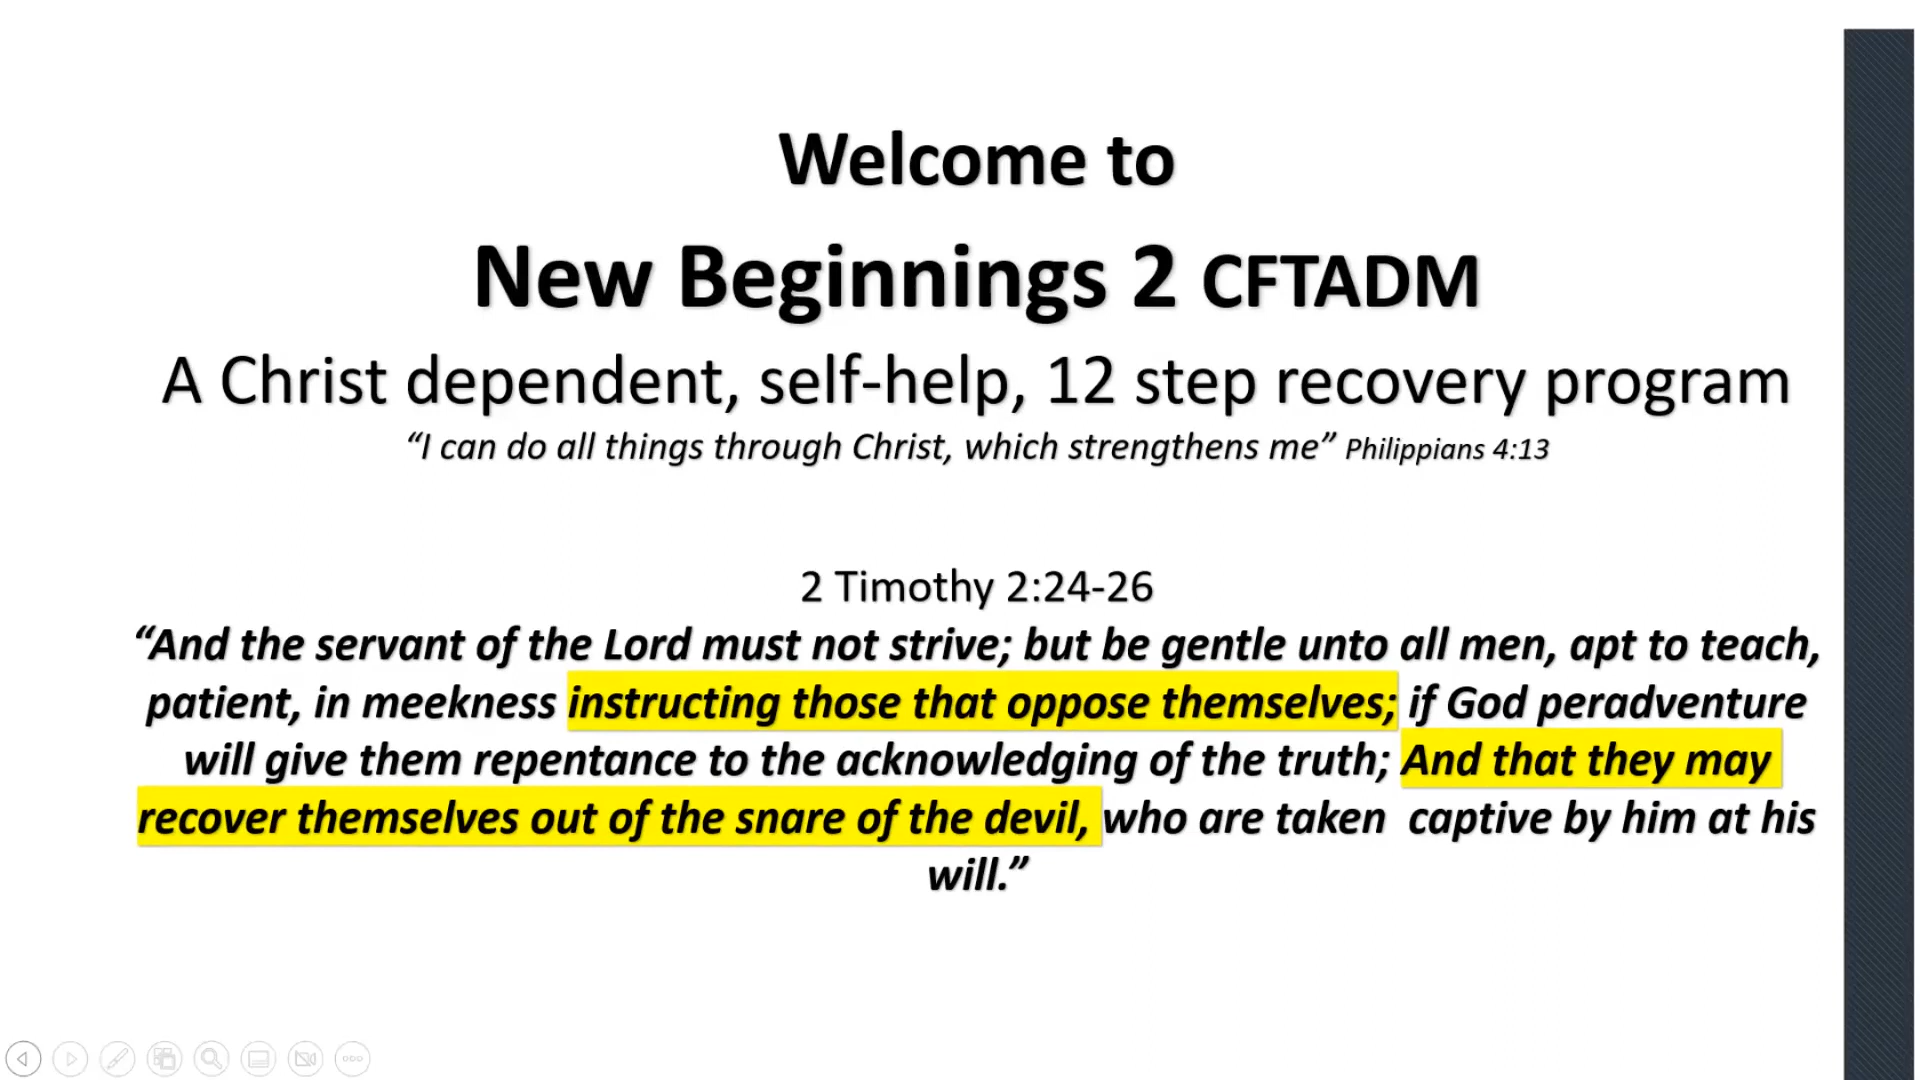 Welcome to
New Beginnings 2 CFTADM
A Christ dependent, self-help, 12 step recovery program
“I can do all things through Christ, which strengthens me” Philippians 4:13
2 Timothy 2:24-26
“And the servant of the Lord must not strive; but be gentle unto all men, apt to teach,
patient, in meekness instructing those that oppose themselves; if God peradventure
will give them repentance to the acknowledging of the truth; And that they may
recover themselves out of the snare of the devil, who are taken  captive by him at his
will.”